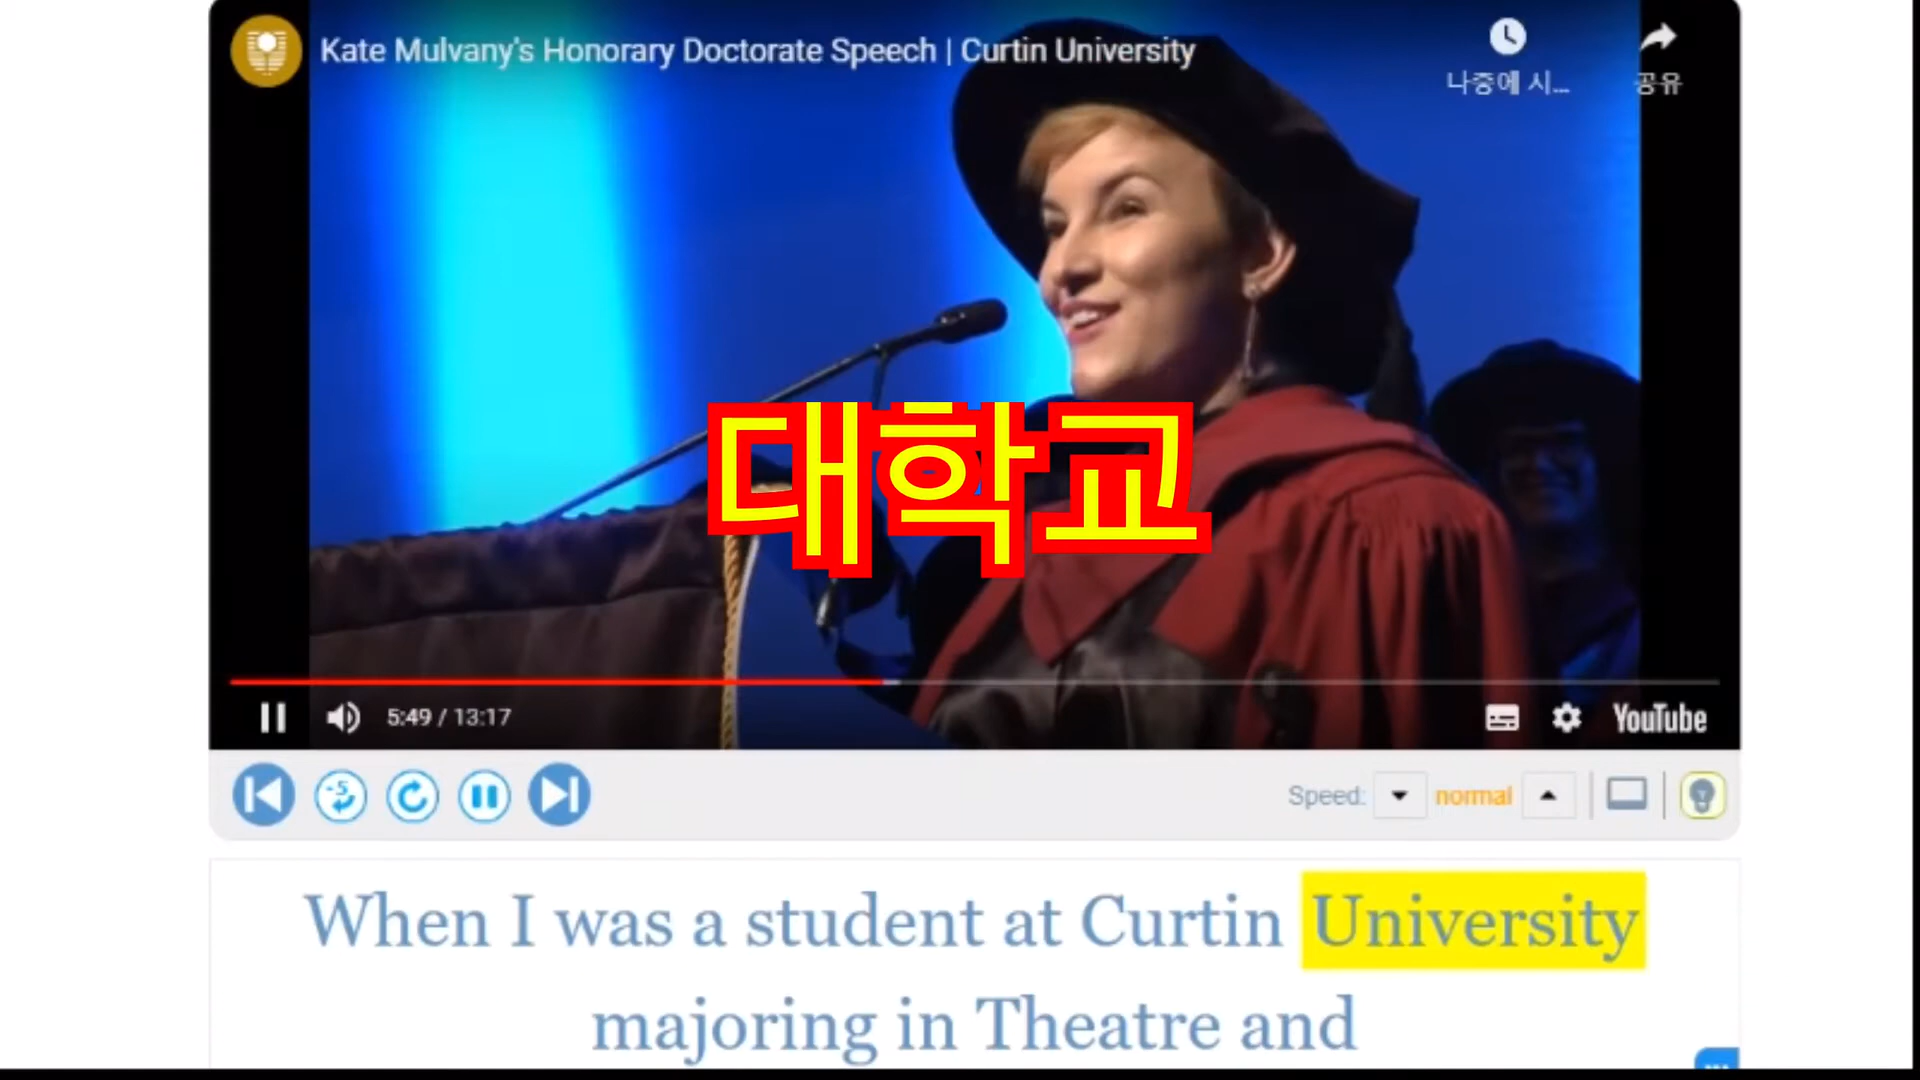 Kate Mulvany's Honorary Doctorate Speech | Curtin University
나중에 시...
공유
대학교
5:49 / 13:17
YouTube
-5
Speed:
normal
When I was a student at Curtin University
majoring in Theatre and